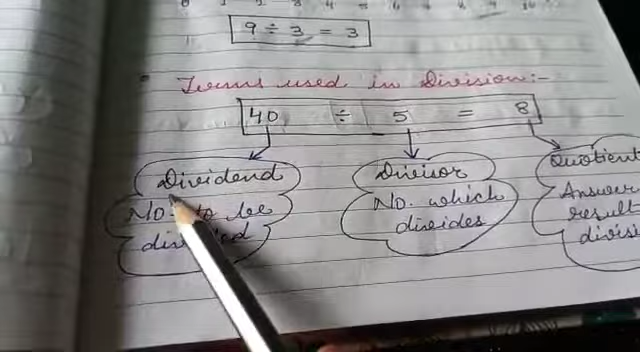 9 ÷ 3 = 3
Terms used in Division:-
40 ÷ 5 = 8
Dividend
No. to be
divided
Divisor
No. which
divides
Quotient
Answer
result
divisi